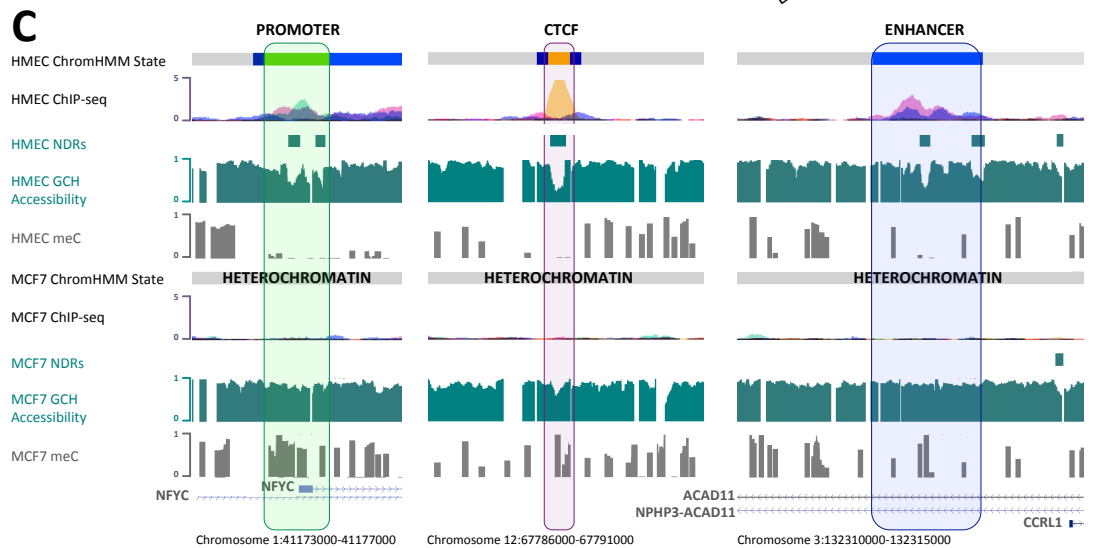 C
PROMOTER CTCF ENHANCER
HMEC ChromHMM State
5
HMEC ChIP-seq
0
HMEC NDRs
1
HMEC GCH
Accessibility
0
1
HMEC meC
0
MCF7 ChromHMM State HETEROCHROMATIN HETEROCHROMATIN HETEROCHROMATIN
5
MCF7 ChIP-seq
0
MCF7 NDRs
1
MCF7 GCH
Accessibility
0
1
MCF7 meC
0
NFYC
NFYC ACAD11
NPHP3-ACAD11
CCRL1
Chromosome 1:41173000-41177000 Chromosome 12:67786000-67791000 Chromosome 3:132310000-132315000